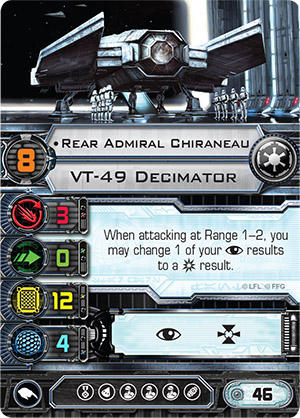 • Rear Admiral Chiraneau
8
VT-49 Decimator
3
0
12
4
When attacking at Range 1–2, you
may change 1 of your results
to a result.
© LFL © FFG
46